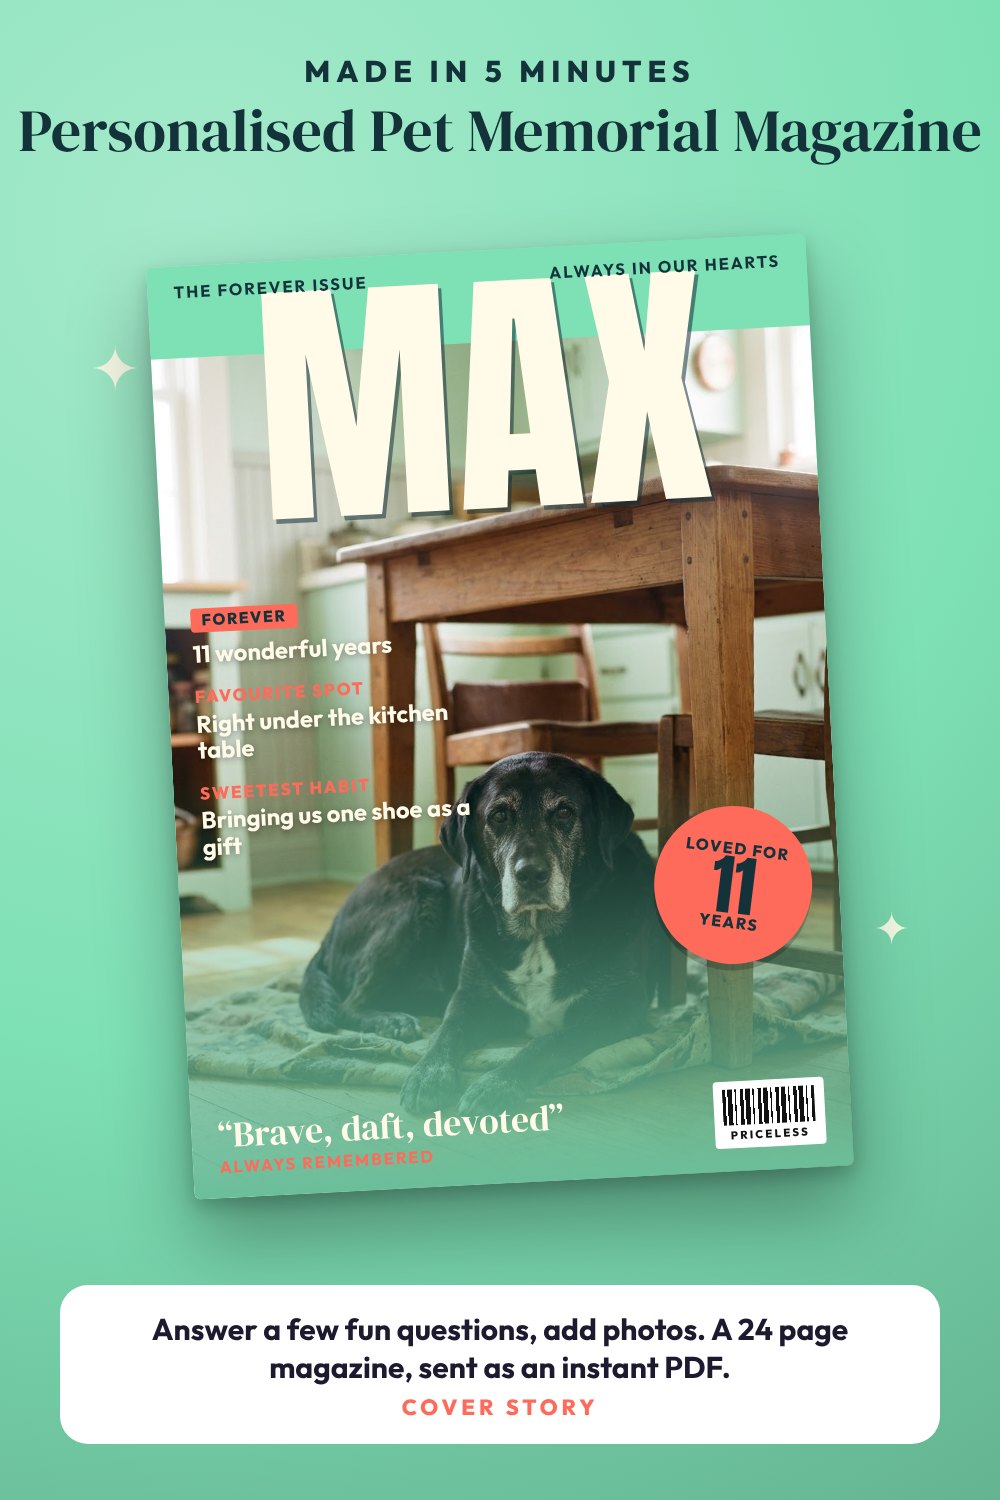 MADE IN 5 MINUTES
Personalised Pet Memorial Magazine
THE FOREVER ISSUE
ALWAYS IN OUR HEARTS
MAX
FOREVER
11 wonderful years
FAVOURITE SPOT
Right under the kitchen
table
SWEETEST HABIT
Bringing us one shoe as a
gift
LOVED FOR
11
YEARS
“Brave, daft, devoted”
ALWAYS REMEMBERED
PRICELESS
Answer a few fun questions, add photos. A 24 page
magazine, sent as an instant PDF.
COVER STORY